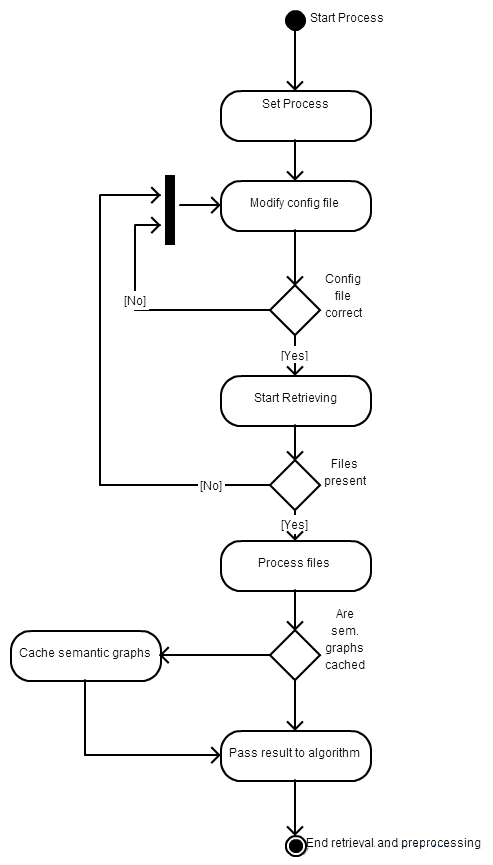 Start Process
Set Process
Modify config file
Config
file
correct
[No]
[Yes]
Start Retrieving
Files
present
[No]
[Yes]
Process files
Are
sem.
graphs
cached
Cache semantic graphs
Pass result to algorithm
End retrieval and preprocessing